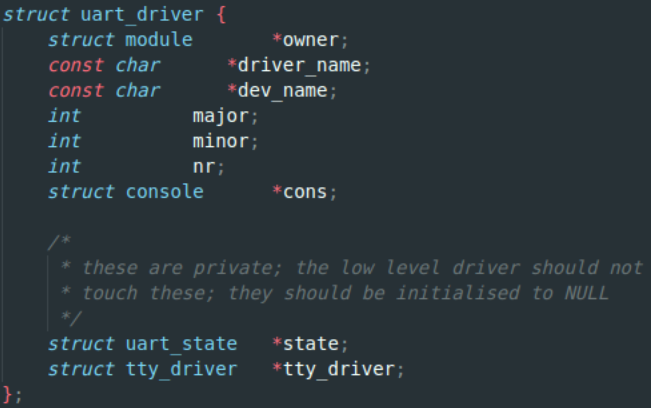 struct uart_driver {
    struct module       *owner;
    const char      *driver_name;
    const char      *dev_name;
    int          major;
    int          minor;
    int          nr;
    struct console      *cons;

    /*
     * these are private; the low level driver should not
     * touch these; they should be initialised to NULL
     */
    struct uart_state   *state;
    struct tty_driver   *tty_driver;
};